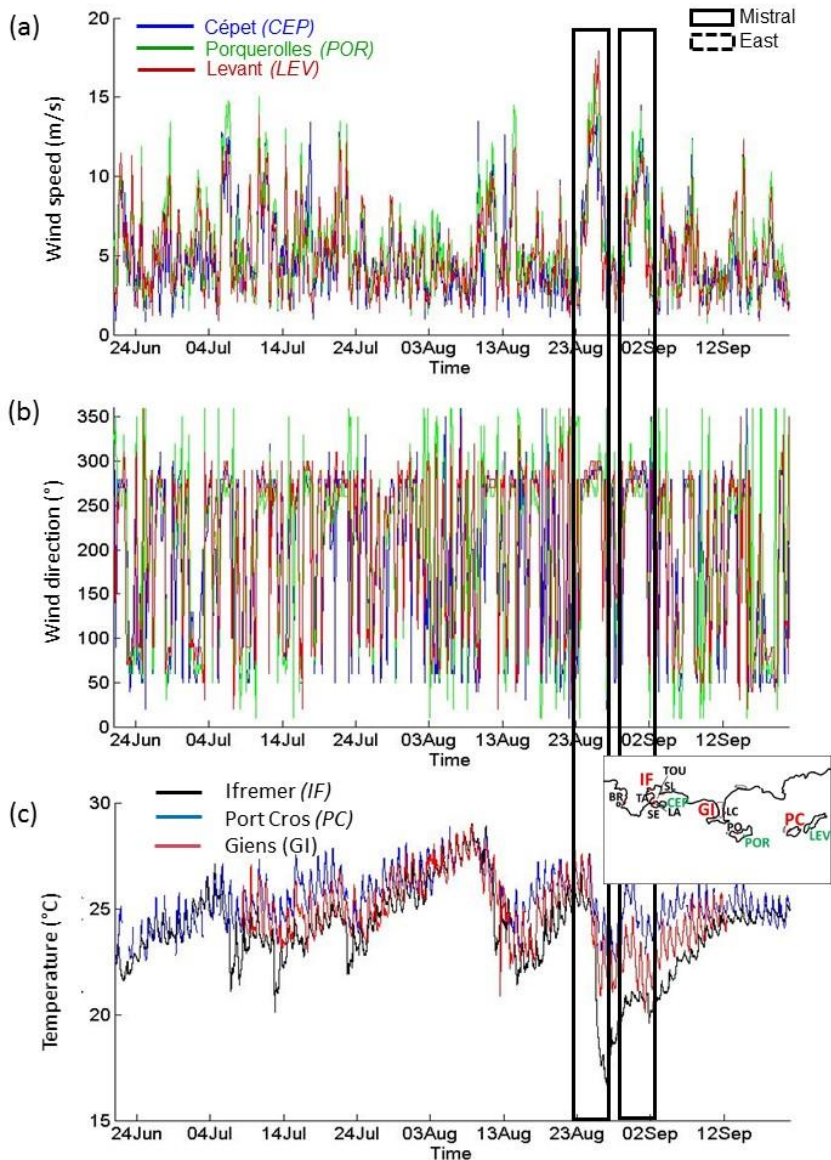 (a)
Cépet (CEP)
Porquerolles (POR)
Levant (LEV)
Mistral
East
Wind speed (m/s)
20
15
10
5
0
24Jun 04Jul 14Jul 24Jul 03Aug 13Aug 23Aug 02Sep 12Sep
Time
(b)
Wind direction (°)
350
300
250
200
150
100
50
0
24Jun 04Jul 14Jul 24Jul 03Aug 13Aug 23Aug 02Sep 12Sep
Time
IF TOU
BR TA SL CEP GI LC PC
SE LA PO POR LEV
(c)
Ifremer (IF)
Port Cros (PC)
Giens (GI)
Temperature (°C)
30
25
20
15
24Jun 04Jul 14Jul 24Jul 03Aug 13Aug 23Aug 02Sep 12Sep
Time